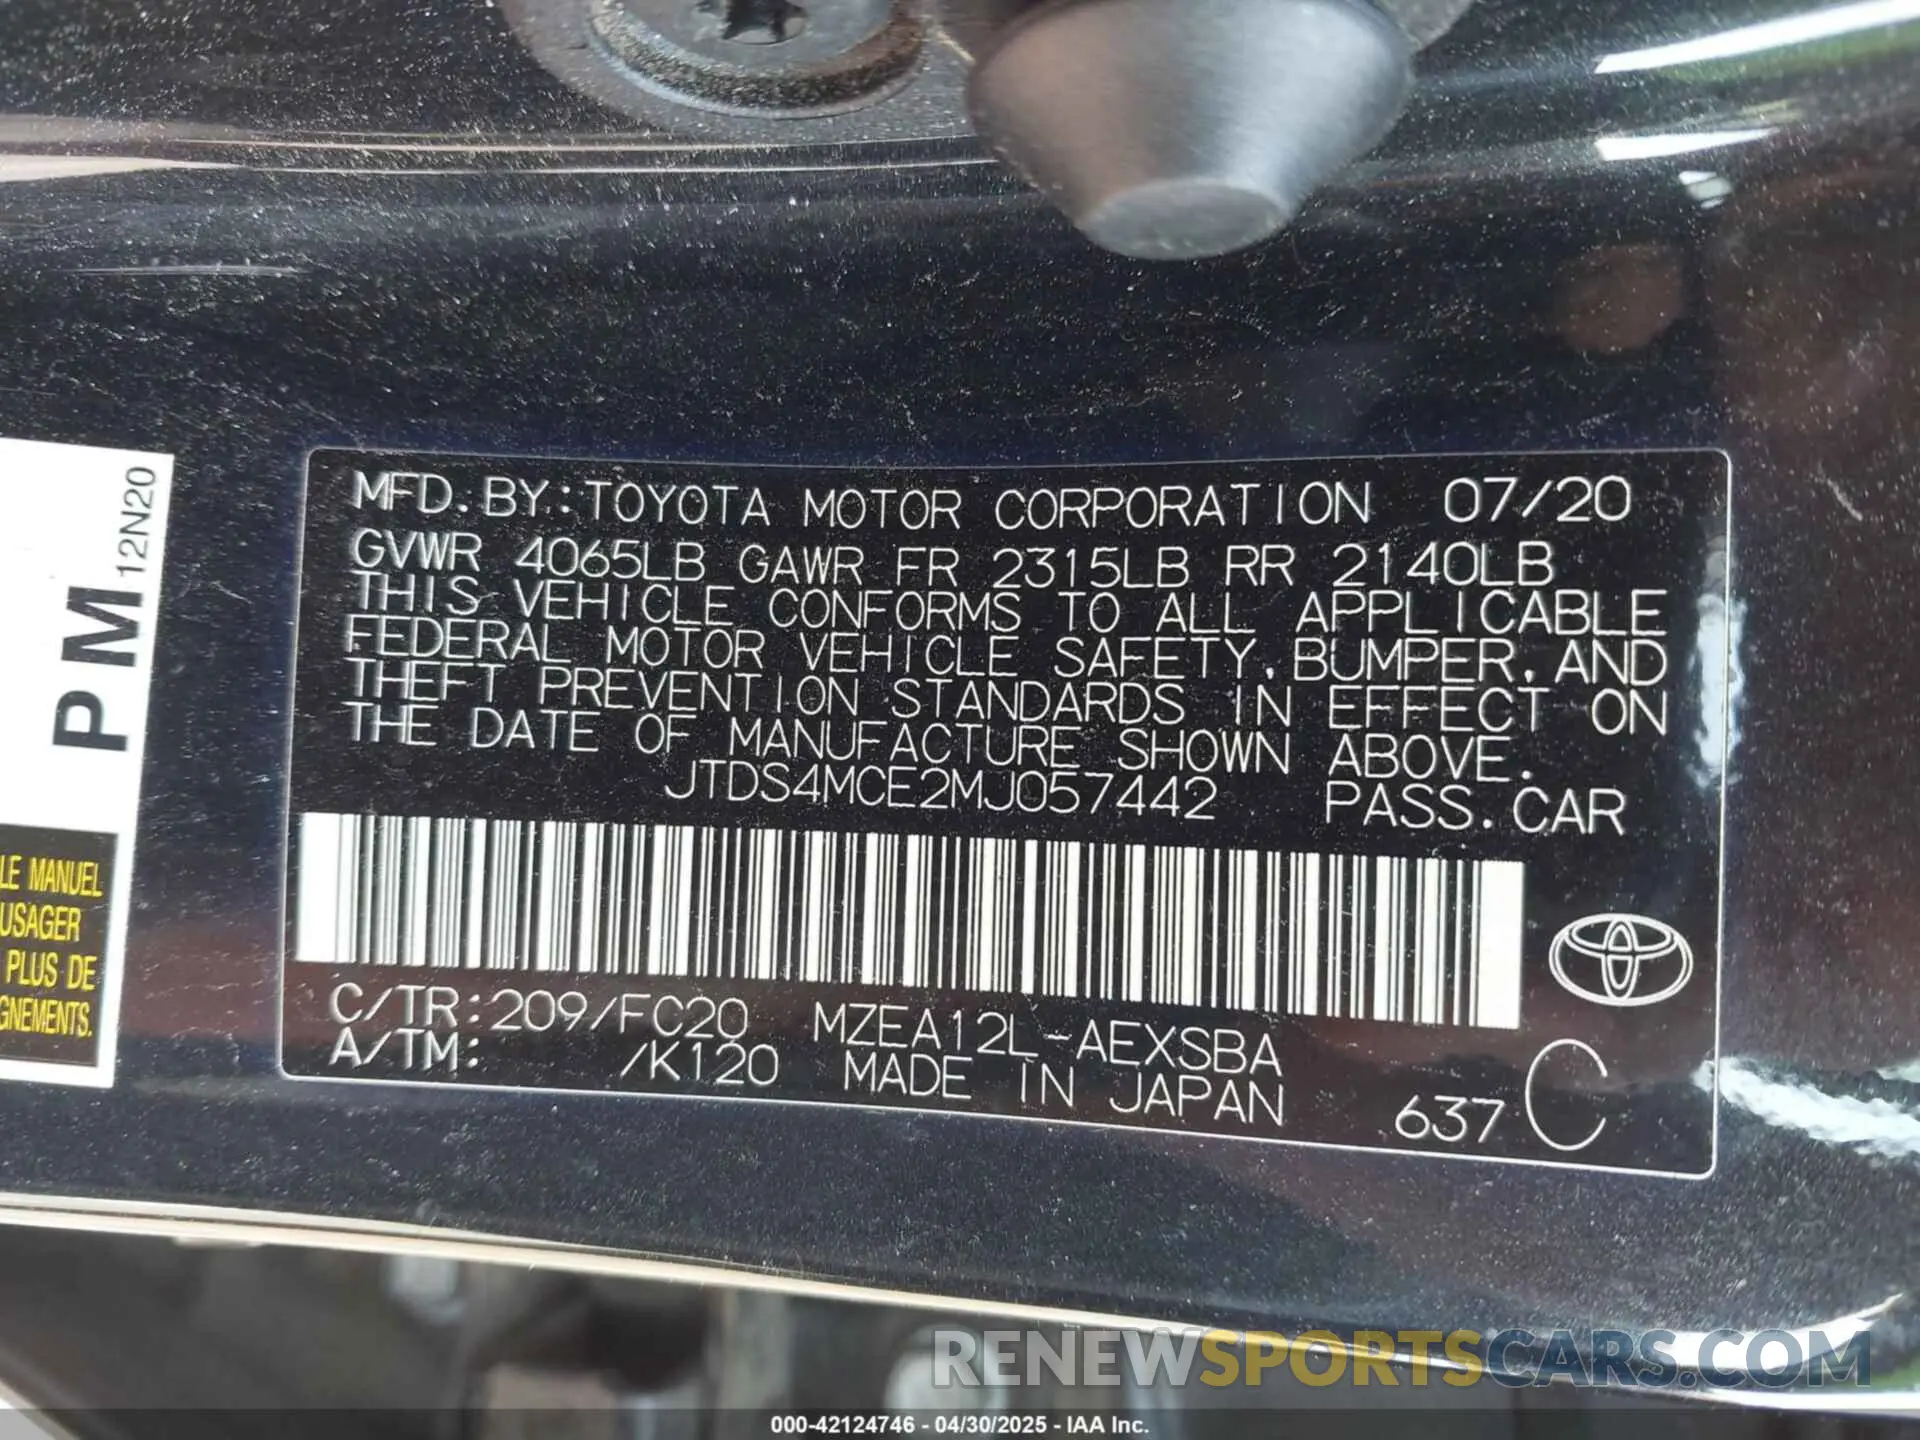 MFD. BY: TOYOTA MOTOR CORPORATION 07/20
GVWR 4065LB GAWR FR 2315LB RR 2140LB
THIS VEHICLE CONFORMS TO ALL APPLICABLE
FEDERAL MOTOR VEHICLE SAFETY, BUMPER, AND
THEFT PREVENTION STANDARDS IN EFFECT ON
THE DATE OF MANUFACTURE SHOWN ABOVE.
JTDS4MCE2MJ057442 PASS. CAR
C/TR: 209/FC20 MZEA12L-AEXSBA
A/TM: /K120 MADE IN JAPAN
637 C
PM 12N20
LE MANUEL
USAGER
PLUS DE
GNEMENTS.
RENEWSPORTSCARS.COM
000-42124746 - 04/30/2025 - IAA Inc.